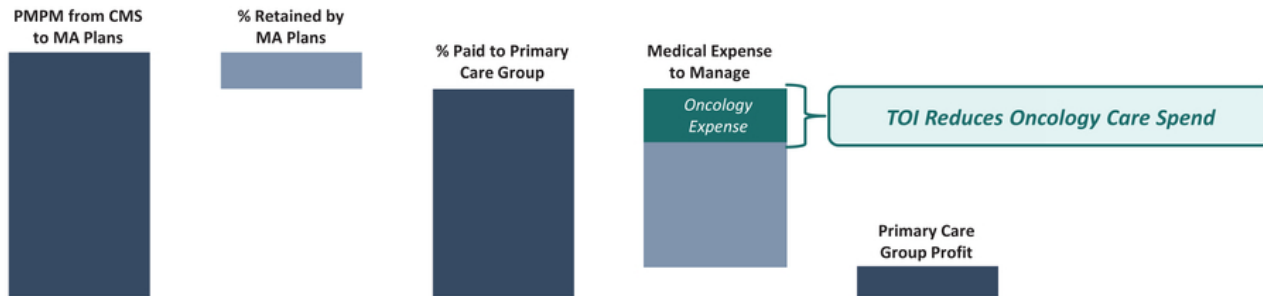 PMPM from CMS
to MA Plans
% Retained by
MA Plans
% Paid to Primary
Care Group
Medical Expense
to Manage
Oncology
Expense
TOI Reduces Oncology Care Spend
Primary Care
Group Profit